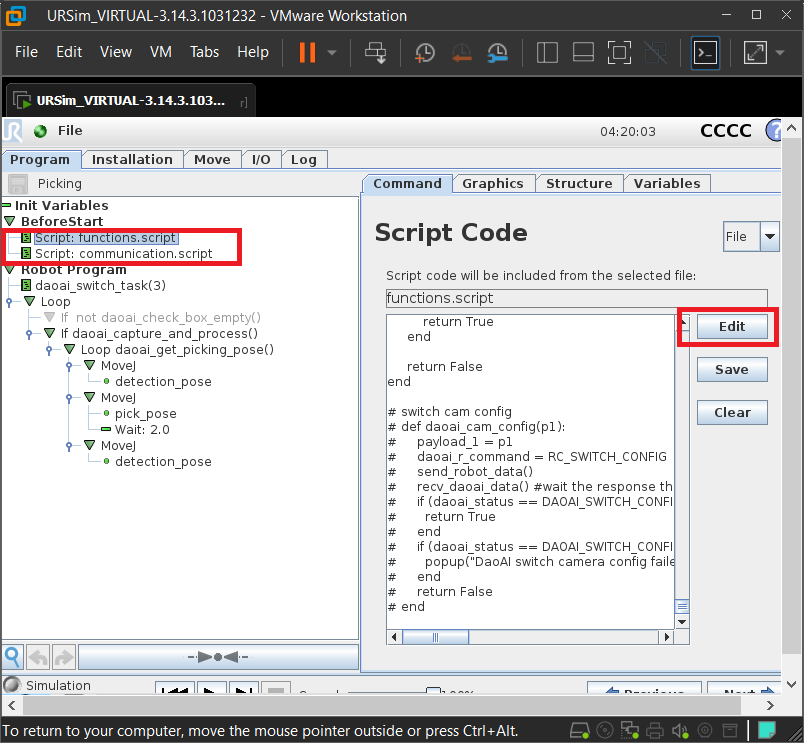 URSim_VIRTUAL-3.14.3.1031232 - VMware Workstation
File Edit View VM Tabs Help
URSim_VIRTUAL-3.14.3.103...
File 04:20:03 CCCC ?
Program Installation Move I/O Log
Picking
Init Variables
BeforeStart
Script: functions.script
Script: communication.script
Robot Program
daoai_switch_task(3)
Loop
If not daoai_check_box_empty()
If daoai_capture_and_process()
Loop daoai_get_picking_pose()
MoveJ
detection_pose
MoveJ
pick_pose
Wait: 2.0
MoveJ
detection_pose
Simulation
Command Graphics Structure Variables
Script Code
File
Script code will be included from the selected file:
functions.script
return True
end
return False
end
# switch cam config
# def daoai_cam_config(p1):
# payload_1 = p1
# daoai_r_command = RC_SWITCH_CONFIG
# send_robot_data()
# recv_daoai_data() #wait the response th
# if (daoai_status == DAOAI_SWITCH_CONFI
# return True
# end
# if (daoai_status == DAOAI_SWITCH_CONFI
# popup("DaoAI switch camera config faile
# end
# return False
# end
Edit
Save
Clear
100%
Previous
Next
To return to your computer, move the mouse pointer outside or press Ctrl+Alt.